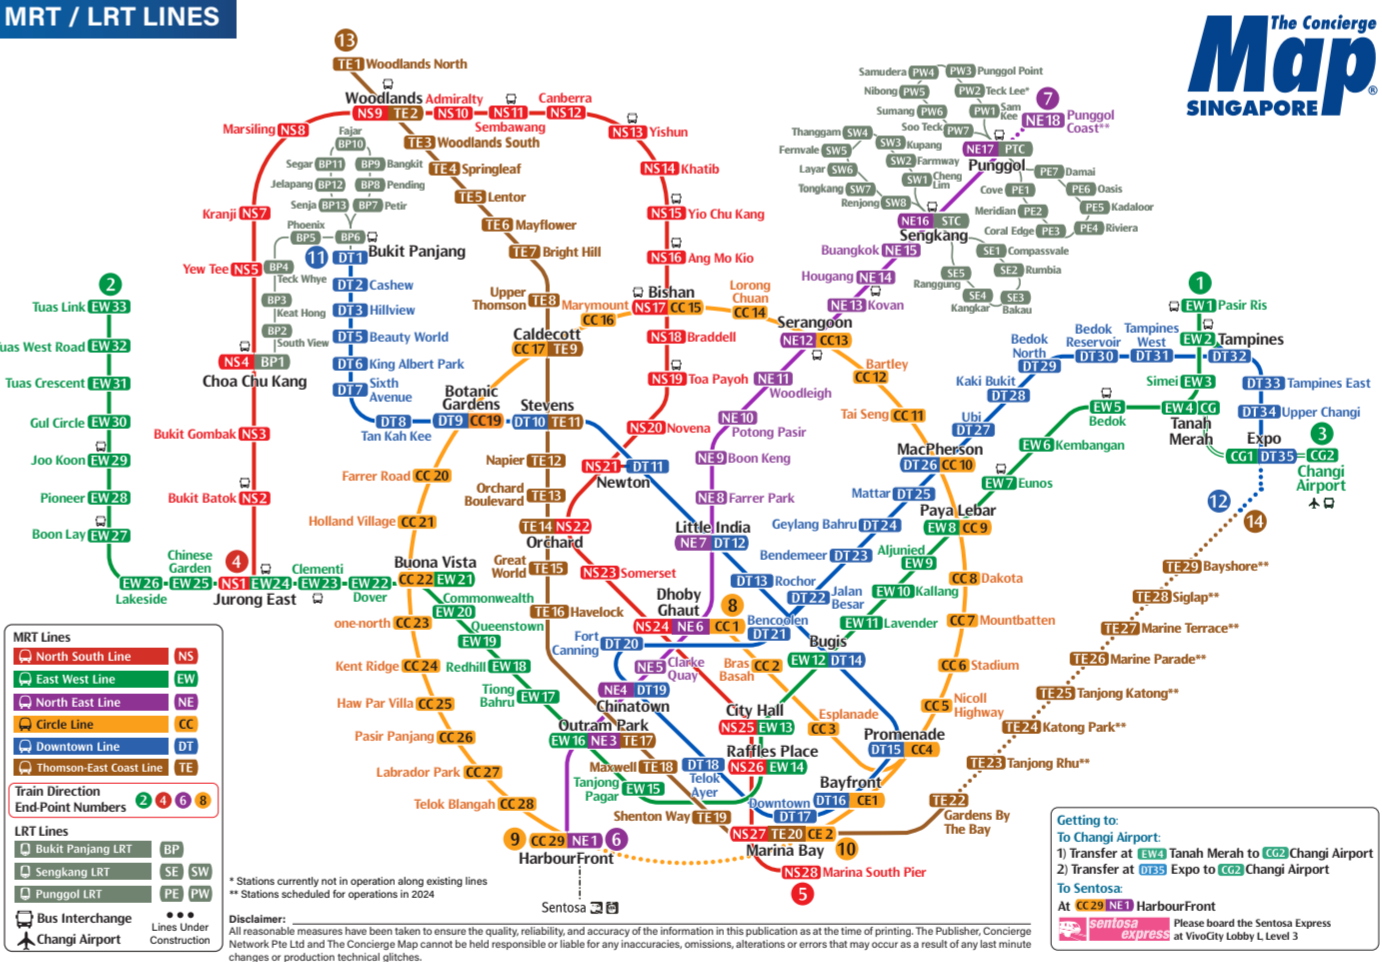 MRT / LRT LINES
The Concierge
Map®
SINGAPORE
13
TE1 Woodlands North
Woodlands
NS9 TE2
Admiralty
NS10
NS11
Sembawang
Canberra
NS12
NS13 Yishun
Marsiling NS8
TE3 Woodlands South
TE4 Springleaf
NS14 Khatib
TE5 Lentor
Kranji NS7
NS15 Yio Chu Kang
TE6 Mayflower
TE7 Bright Hill
NS16 Ang Mo Kio
Yew Tee NS5
Fajar
BP10
Segar BP11
BP9 Bangkit
Jelapang BP12
BP8 Pending
Senja BP13
BP7 Petir
Phoenix
BP5
BP6
11
DT1 Bukit Panjang
BP4
Teck Whye
BP3
Keat Hong
BP2
South View
NS4 BP1
Choa Chu Kang
DT2 Cashew
DT3 Hillview
DT5 Beauty World
DT6 King Albert Park
DT7 Sixth
Avenue
DT8
Tan Kah Kee
Botanic
Gardens
DT9 CC19
Stevens
DT10 TE11
Upper
Thomson TE8
Caldecott
CC17 TE9
Marymount
CC16
Bishan
NS17 CC15
Lorong
Chuan
CC14
NS18 Braddell
NS19 Toa Payoh
NS20 Novena
NS21 DT11
Newton
Samudera PW4
PW3 Punggol Point
Nibong PW5
PW2 Teck Lee*
Sumang PW6
PW1 Sam
Kee
Soo Teck PW7
7
NE18 Punggol
Coast**
NE17 PTC
Punggol
Thanggam SW4
SW3 Kupang
Fernvale SW5
SW2 Farmway
Layar SW6
SW1 Cheng
Lim
Tongkang SW7
Renjong SW8
NE16 STC
Sengkang
PE7 Damai
Cove PE1
PE6 Oasis
Meridian PE2
PE5 Kadaloor
Coral Edge PE3
PE4 Riviera
SE1 Compassvale
SE2 Rumbia
SE5
Ranggung
SE4
Kangkar
SE3
Bakau
Buangkok NE15
Hougang NE14
NE13 Kovan
Serangoon
NE12 CC13
NE11
Woodleigh
NE10
Potong Pasir
NE9 Boon Keng
NE8 Farrer Park
Little India
NE7 DT12
Bartley
CC12
Tai Seng CC11
MacPherson
DT26 CC10
Mattar DT25
Geylang Bahru DT24
Bendemeer DT23
DT13 Rochor
DT22 Jalan
Besar
1
EW1 Pasir Ris
EW2 Tampines
DT32
Tampines
West
DT31
Bedok
Reservoir
DT30
Bedok
North
DT29
Kaki Bukit
DT28
Ubi
DT27
Simei EW3
DT33 Tampines East
DT34 Upper Changi
EW4 CG
Tanah
Merah
Expo
CG1 DT35
3
CG2
Changi
Airport
EW5
Bedok
EW6 Kembangan
EW7 Eunos
Paya Lebar
EW8 CC9
Aljunied
EW9
EW10 Kallang
EW11 Lavender
12
14
TE29 Bayshore**
TE28 Siglap**
TE27 Marine Terrace**
TE26 Marine Parade**
TE25 Tanjong Katong**
TE24 Katong Park**
TE23 Tanjong Rhu**
TE22
Gardens By
The Bay
2
Tuas Link EW33
uas West Road EW32
Tuas Crescent EW31
Gul Circle EW30
Joo Koon EW29
Pioneer EW28
Boon Lay EW27
EW26
Lakeside
Chinese
Garden
EW25
4
NS1 EW24
Jurong East
Clementi
EW23
EW22
Dover
Bukit Gombak NS3
Bukit Batok NS2
Farrer Road CC20
Holland Village CC21
Buona Vista
CC22 EW21
Commonwealth
EW20
Queenstown
EW19
Redhill EW18
Tiong
Bahru EW17
one-north CC23
Kent Ridge CC24
Haw Par Villa CC25
Pasir Panjang CC26
Labrador Park CC27
Telok Blangah CC28
9 CC29 NE1 6
HarbourFront
Sentosa
Napier TE12
Orchard
Boulevard TE13
TE14 NS22
Orchard
Great
World TE15
NS23 Somerset
TE16 Havelock
Dhoby
Ghaut
NS24 NE6 CC1
8
Bencoolen
DT21
Fort
Canning DT20
NE5 Clarke
Quay
Bras
Basah CC2
Bugis
EW12 DT14
NE4 DT19
Chinatown
Outram Park
EW16 NE3 TE17
Maxwell TE18
City Hall
NS25 EW13
Raffles Place
NS26 EW14
Esplanade
CC3
DT18
Telok
Ayer
Tanjong
Pagar EW15
Shenton Way TE19
Downtown
DT17
Bayfront
DT16 CE1
Promenade
DT15 CC4
CC5 Nicoll
Highway
CC6 Stadium
CC7 Mountbatten
CC8 Dakota
NS27 TE20 CE2
Marina Bay
10
NS28 Marina South Pier
5
MRT Lines
North South Line NS
East West Line EW
North East Line NE
Circle Line CC
Downtown Line DT
Thomson-East Coast Line TE
Train Direction
End-Point Numbers 2 4 6 8
LRT Lines
Bukit Panjang LRT BP
Sengkang LRT SE SW
Punggol LRT PE PW
Bus Interchange
Changi Airport
Lines Under
Construction
* Stations currently not in operation along existing lines
** Stations scheduled for operations in 2024
Disclaimer:
All reasonable measures have been taken to ensure the quality, reliability, and accuracy of the information in this publication as at the time of printing. The Publisher, Concierge
Network Pte Ltd and The Concierge Map cannot be held responsible or liable for any inaccuracies, omissions, alterations or errors that may occur as a result of any last minute
changes or production technical glitches.
Getting to:
To Changi Airport:
1) Transfer at EW4 Tanah Merah to CG2 Changi Airport
2) Transfer at DT35 Expo to CG2 Changi Airport
To Sentosa:
At CC29 NE1 HarbourFront
sentosa
express
Please board the Sentosa Express
at VivoCity Lobby L, Level 3